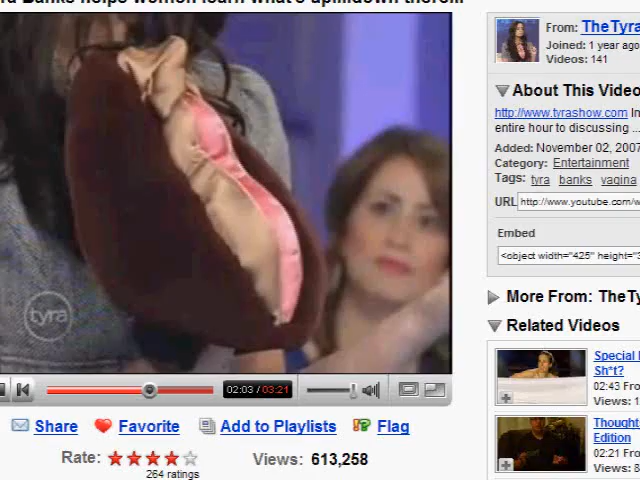 ra Banks helps women learn what's up...down there...
From: TheTyra
Joined: 1 year ago
Videos: 141
About This Video
http://www.tyrashow.com In
entire hour to discussing ...
Added: November 02, 2007
Category: Entertainment
Tags: tyra banks vagina
URL http://www.youtube.com/w
Embed
<object width="425" height="3
More From: TheTy
Related Videos
Special
Sh*t?
02:43 Fro
Views: 1
Thought
Edition
02:21 Fro
Views: 8
tyra
02:03 / 03:21
Share Favorite Add to Playlists Flag
Rate: 264 ratings Views: 613,258